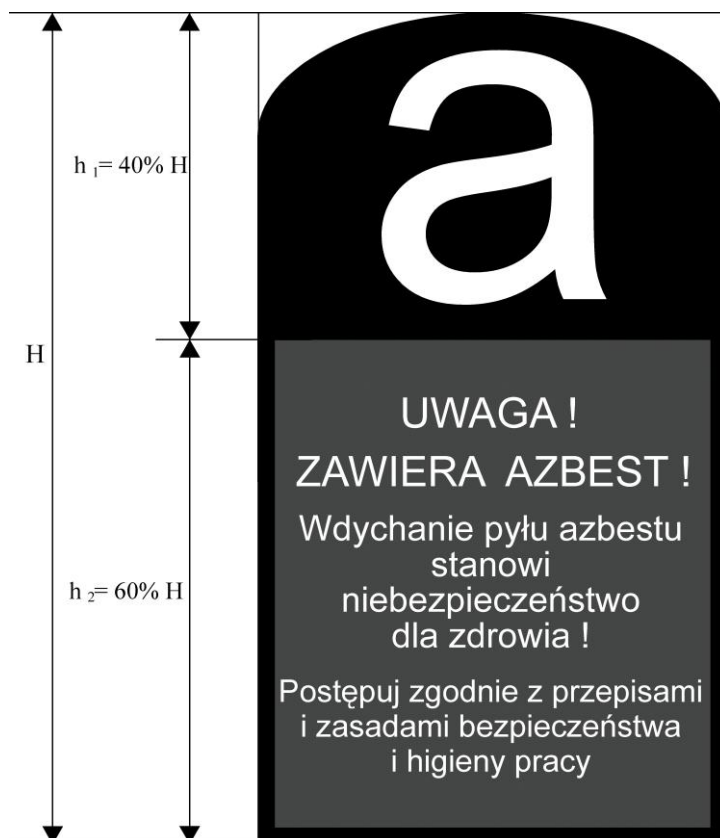 a
h 1= 40% H
H
h 2= 60% H
UWAGA !
ZAWIERA AZBEST !
Wdychanie pyłu azbestu
stanowi
niebezpieczeństwo
dla zdrowia !
Postępuj zgodnie z przepisami
i zasadami bezpieczeństwa
i higieny pracy